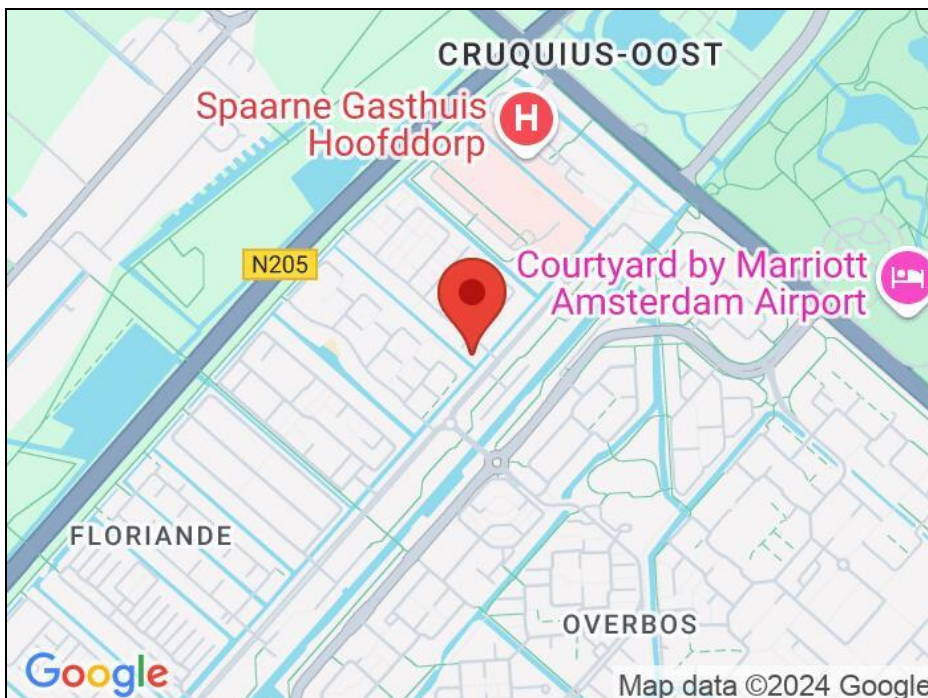 CRUQUIUS-OOST
Spaarne Gasthuis
Hoofddorp
H
N205
Courtyard by Marriott
Amsterdam Airport
FLORIANDE
OVERBOS
Google
Map data ©2024 Google